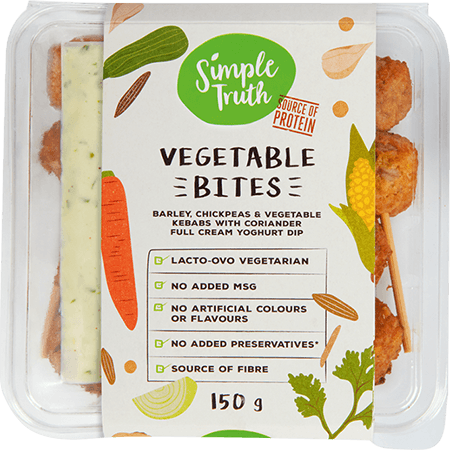 Simple
Truth
SOURCE OF
PROTEIN
VEGETABLE
BITES
BARLEY, CHICKPEAS & VEGETABLE
KEBABS WITH CORIANDER
FULL CREAM YOGHURT DIP
LACTO-OVO VEGETARIAN
NO ADDED MSG
NO ARTIFICIAL COLOURS
OR FLAVOURS
NO ADDED PRESERVATIVES*
SOURCE OF FIBRE
150 g